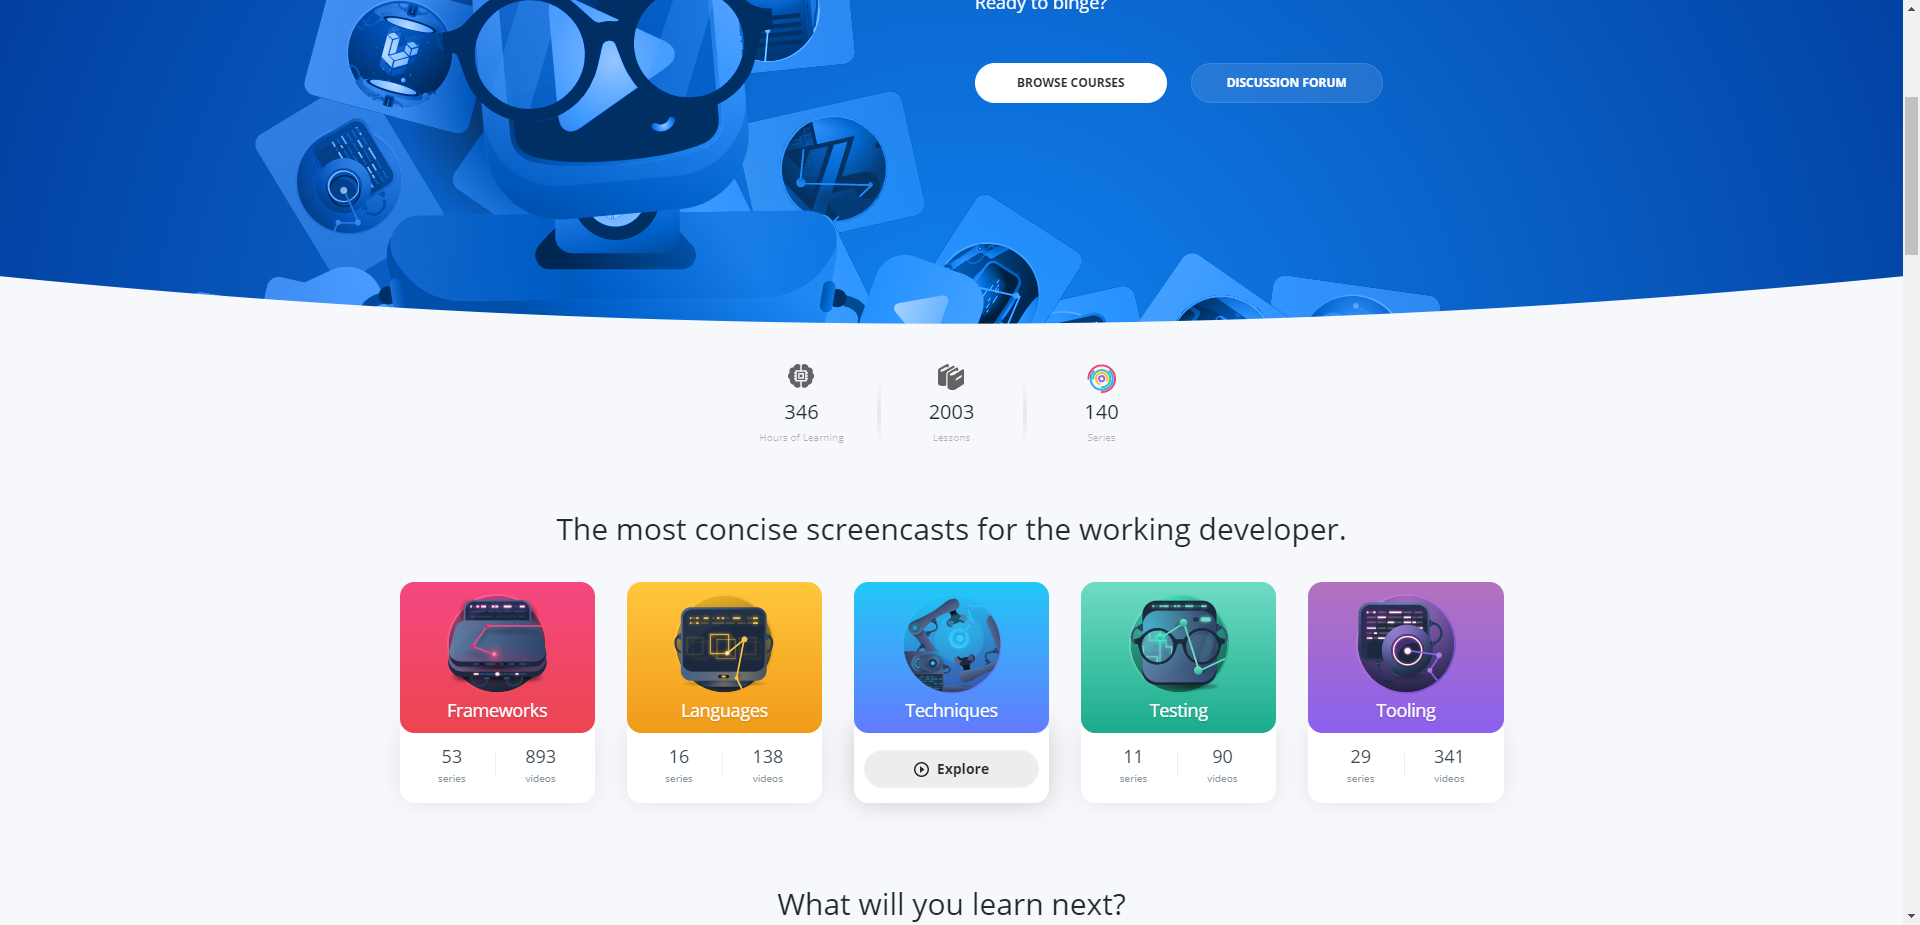 Ready to binge?
BROWSE COURSES
DISCUSSION FORUM
346
Hours of Learning
2003
Lessons
140
Series
The most concise screencasts for the working developer.
Frameworks
53
series
893
videos
Languages
16
series
138
videos
Techniques
Explore
Testing
11
series
90
videos
Tooling
29
series
341
videos
What will you learn next?